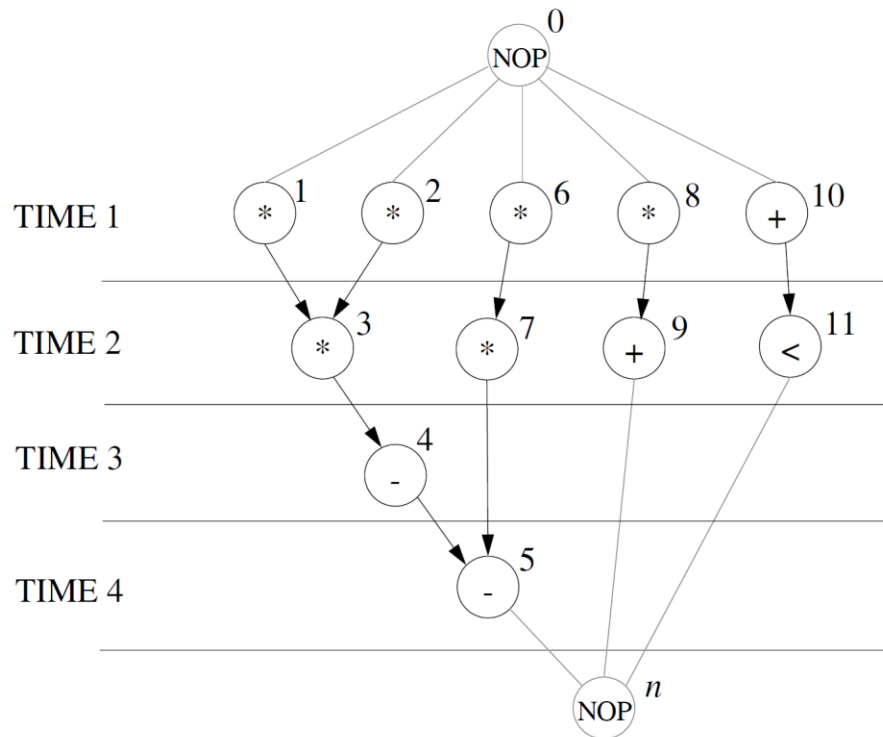 0
NOP
1 2 6 8 10
TIME 1 * * * * +
3 7 9 11
TIME 2 * * + <
4
TIME 3 -
5
TIME 4 -
n
NOP